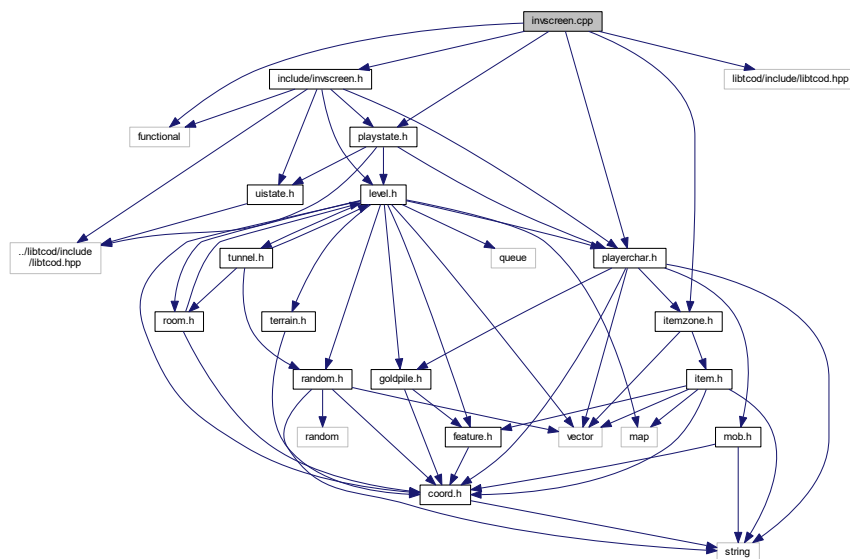 invscreen.cpp
include/invscreen.h
libtcod/include/libtcod.hpp
functional
playstate.h
uistate.h
level.h
../libtcod/include
/libtcod.hpp
tunnel.h
queue
playerchar.h
room.h
terrain.h
itemzone.h
random.h
goldpile.h
item.h
random
feature.h
vector
map
mob.h
coord.h
string